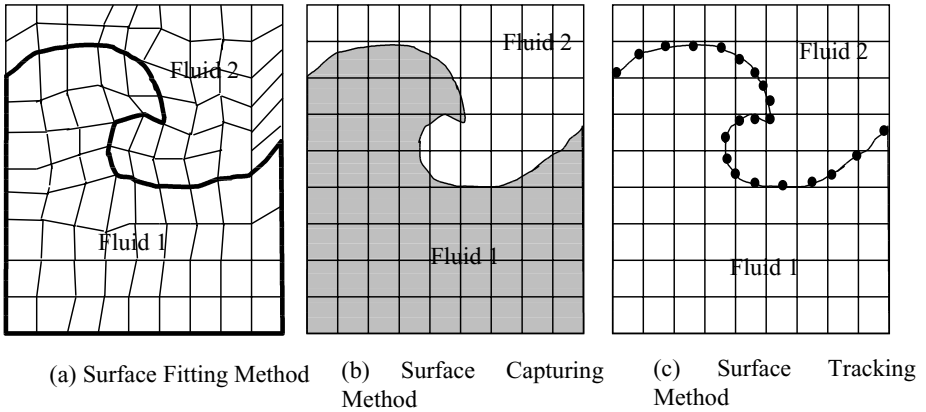 Fluid 2
Fluid 1
Fluid 2
Fluid 1
Fluid 2
Fluid 1
(a) Surface Fitting Method
(b) Surface Capturing
Method
(c) Surface Tracking
Method